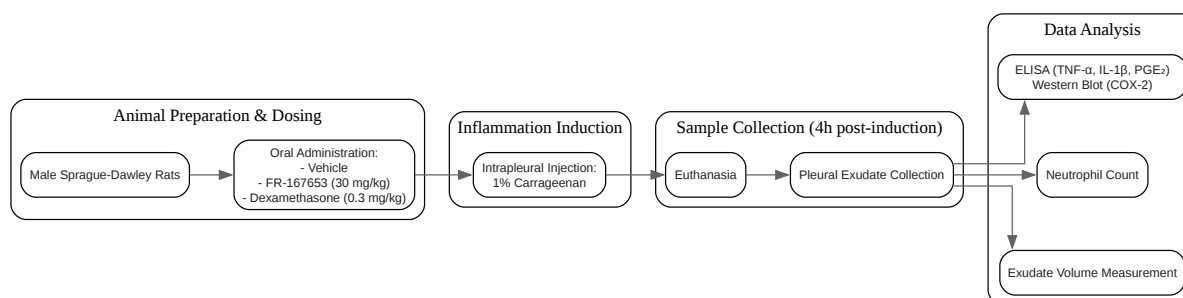 Animal Preparation & Dosing
Male Sprague-Dawley Rats
Oral Administration:
- Vehicle
- FR-167653 (30 mg/kg)
- Dexamethasone (0.3 mg/kg)
Inflammation Induction
Intrapleural Injection:
1% Carrageenan
Sample Collection (4h post-induction)
Euthanasia
Pleural Exudate Collection
Data Analysis
ELISA (TNF-α, IL-1β, PGE₂)
Western Blot (COX-2)
Neutrophil Count
Exudate Volume Measurement